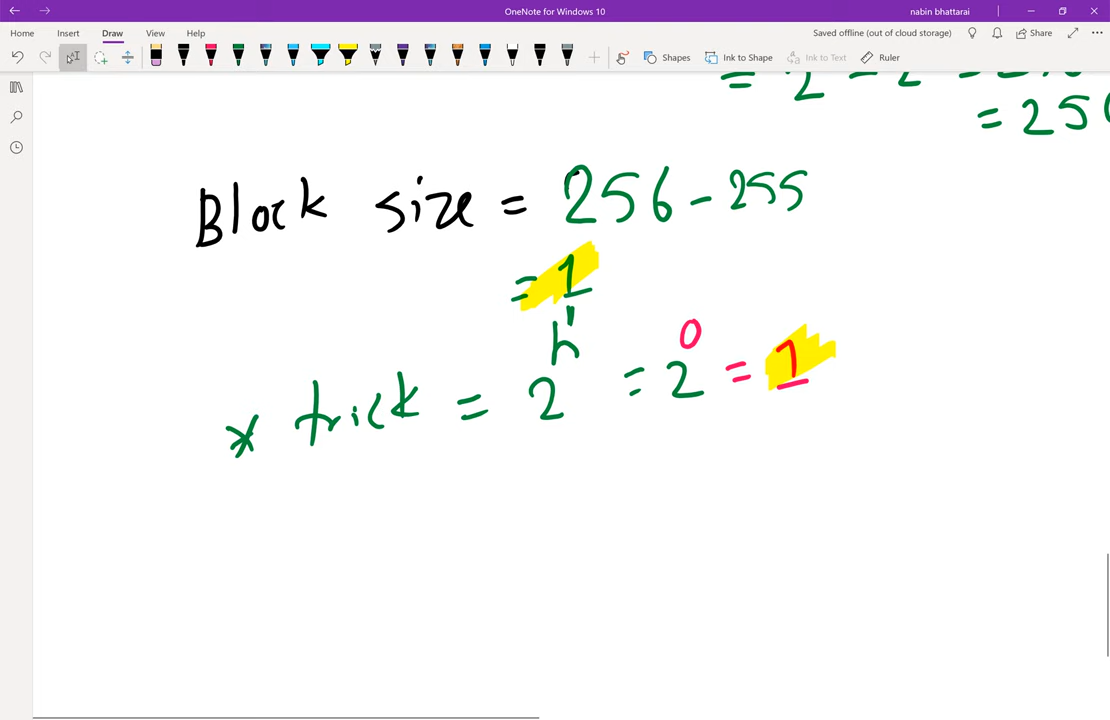 OneNote for Windows 10
nabin bhattarai
Home Insert Draw View Help
Saved offline (out of cloud storage)
Share
Shapes Ink to Shape Ink to Text Ruler
= 256
Block size = 256 - 255
= 1
* trick = 2^h' = 2^0 = 1